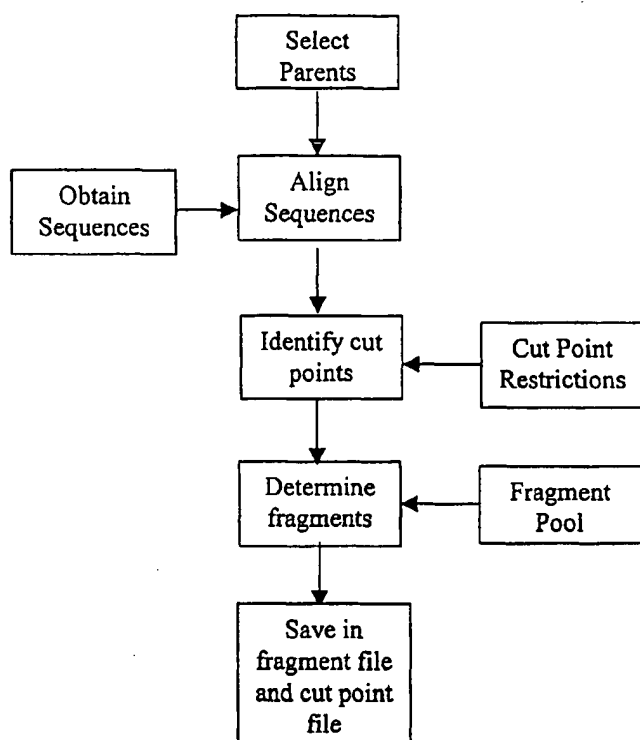 Select
Parents
Obtain
Sequences
Align
Sequences
Identify cut
points
Cut Point
Restrictions
Determine
fragments
Fragment
Pool
Save in
fragment file
and cut point
file